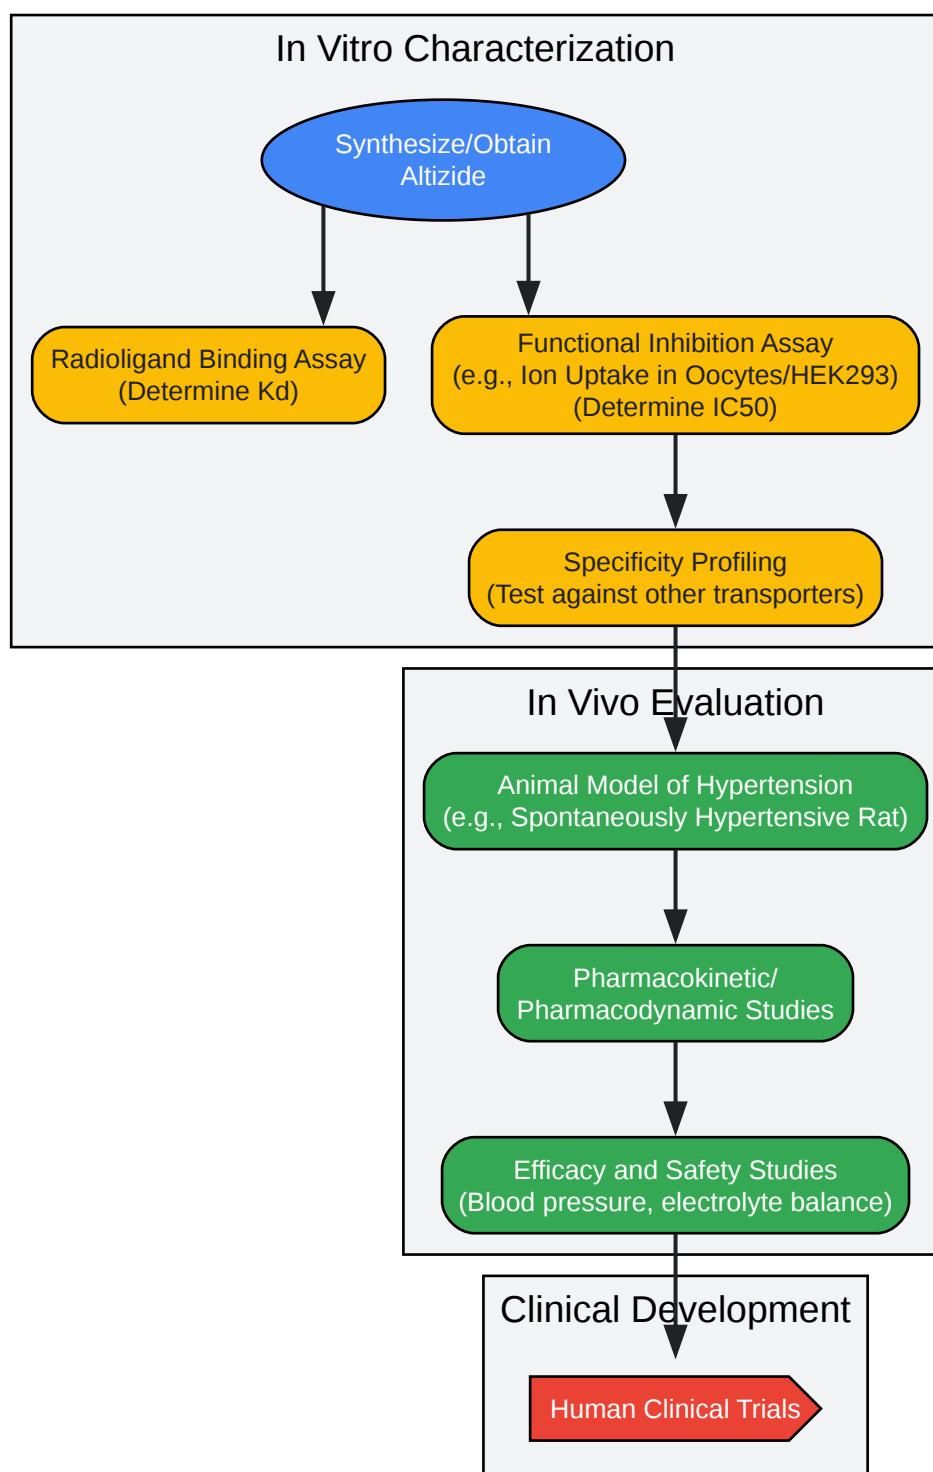 In Vitro Characterization
Synthesize/Obtain
Altizide
Radioligand Binding Assay
(Determine Kd)
Functional Inhibition Assay
(e.g., Ion Uptake in Oocytes/HEK293)
(Determine IC50)
Specificity Profiling
(Test against other transporters)
In Vivo Evaluation
Animal Model of Hypertension
(e.g., Spontaneously Hypertensive Rat)
Pharmacokinetic/
Pharmacodynamic Studies
Efficacy and Safety Studies
(Blood pressure, electrolyte balance)
Clinical Development
Human Clinical Trials